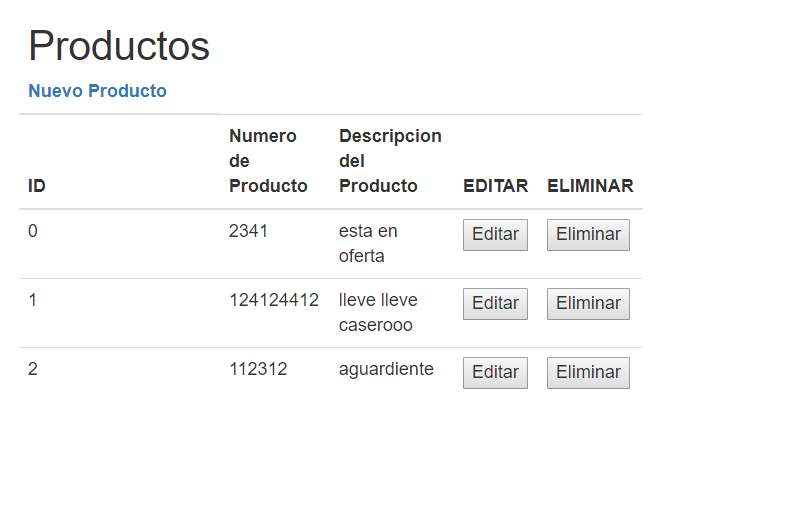 Productos
Nuevo Producto
ID Numero de Producto Descripcion del Producto EDITAR ELIMINAR
0 2341 esta en oferta Editar Eliminar
1 124124412 lleve lleve caserooo Editar Eliminar
2 112312 aguardiente Editar Eliminar